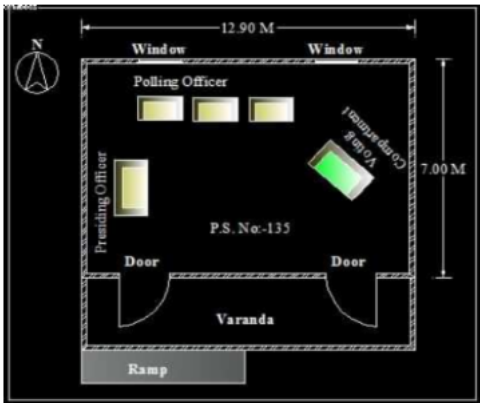 12.90 M
N
Window
Window
Polling Officer
Voting
Compartment
7.00 M
Presiding Officer
P.S. No:-135
Door
Door
Varanda
Ramp